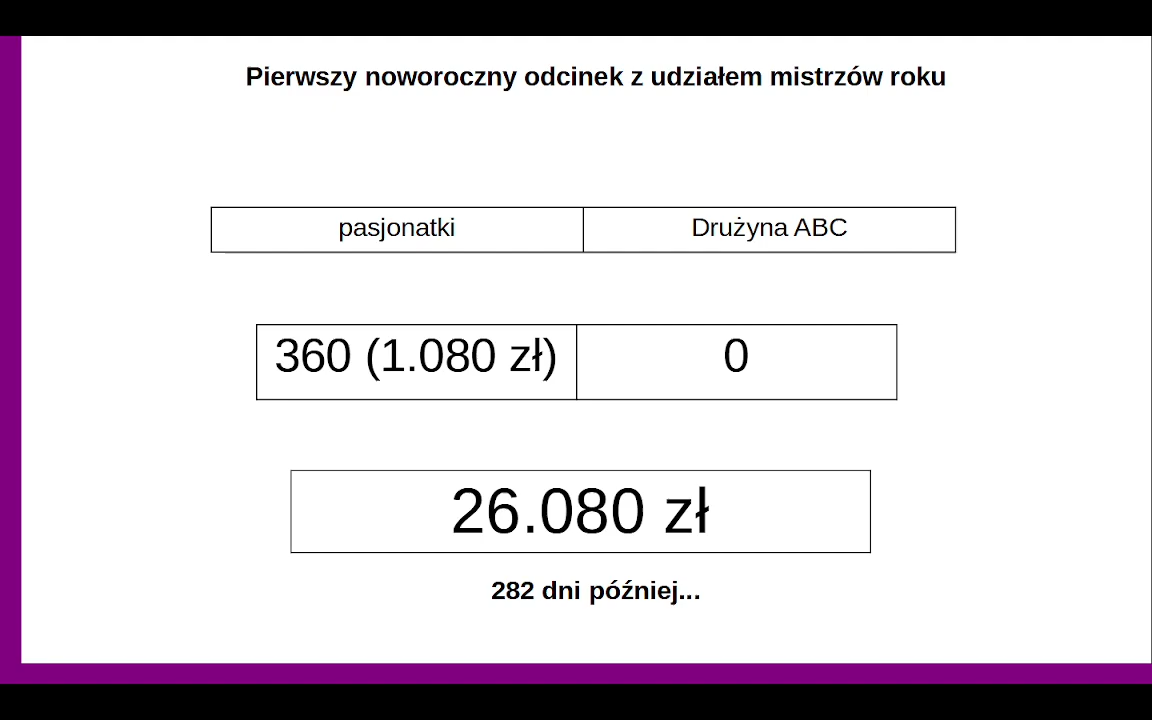 Pierwszy noworoczny odcinek z udziałem mistrzów roku
pasjonatki Drużyna ABC
360 (1.080 zł) 0
26.080 zł
282 dni później...